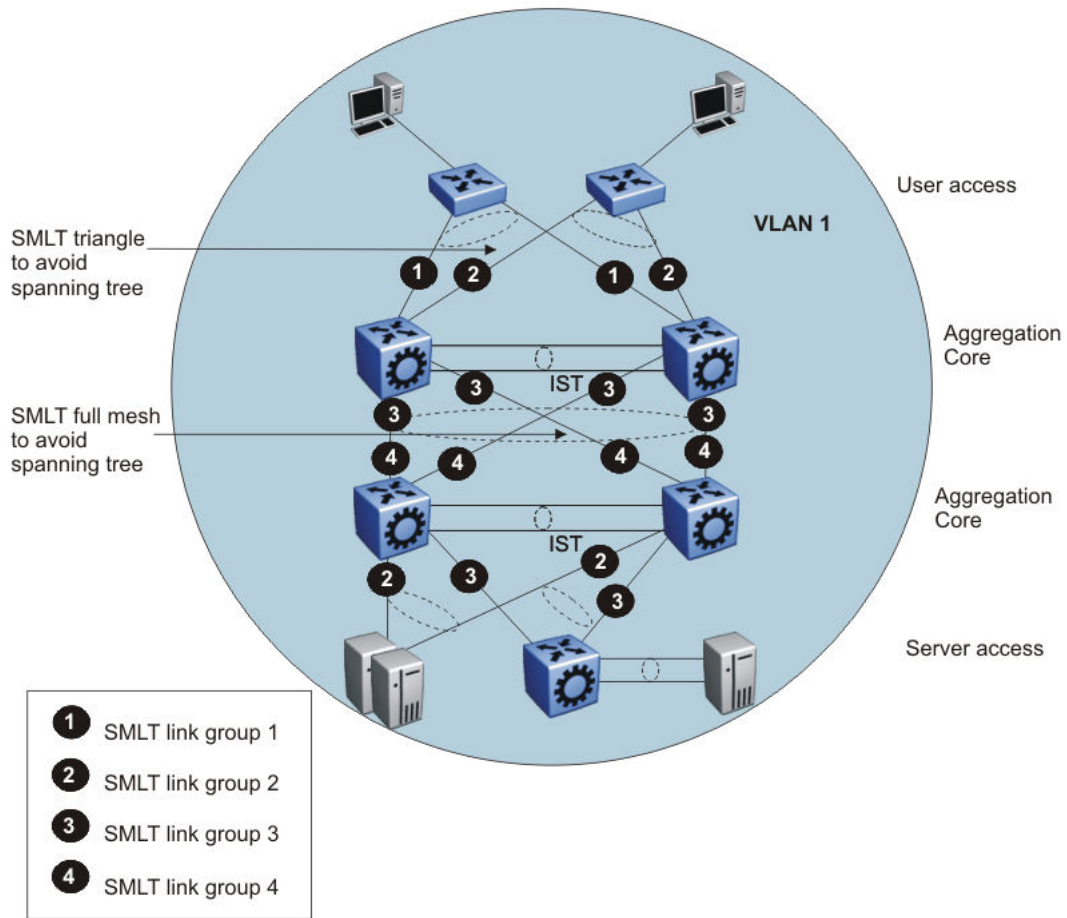 User access
VLAN 1
SMLT triangle
to avoid
spanning tree
1
2
1
2
Aggregation
Core
IST
3
3
SMLT full mesh
to avoid
spanning tree
3
3
4
4
4
4
Aggregation
Core
IST
2
3
2
3
Server access
1 SMLT link group 1
2 SMLT link group 2
3 SMLT link group 3
4 SMLT link group 4